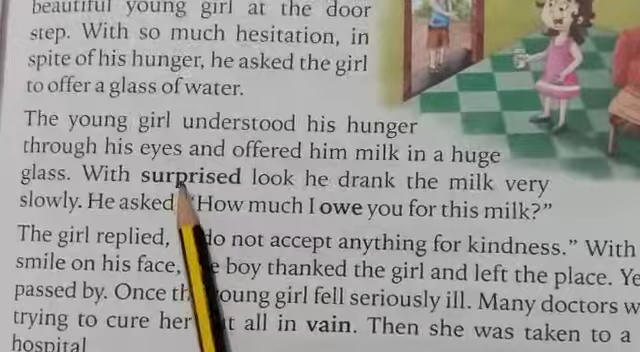 beautiful young girl at the door
step. With so much hesitation, in
spite of his hunger, he asked the girl
to offer a glass of water.
The young girl understood his hunger
through his eyes and offered him milk in a huge
glass. With surprised look he drank the milk very
slowly. He asked "How much I owe you for this milk?"
The girl replied, do not accept anything for kindness." With
smile on his face, boy thanked the girl and left the place.
passed by. Once young girl fell seriously ill. Many doctors
trying to cure her all in vain. Then she was taken to a
hospital